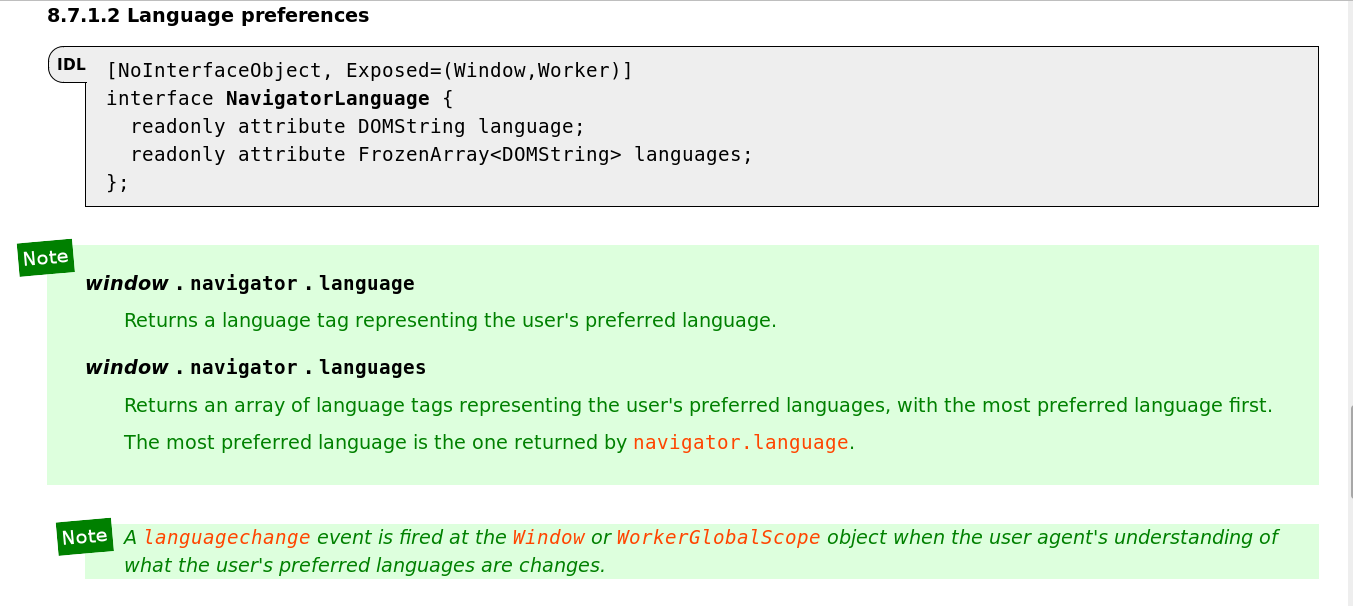 8.7.1.2 Language preferences
IDL
[NoInterfaceObject, Exposed=(Window,Worker)]
interface NavigatorLanguage {
  readonly attribute DOMString language;
  readonly attribute FrozenArray<DOMString> languages;
};
Note
window . navigator . language
Returns a language tag representing the user's preferred language.
window . navigator . languages
Returns an array of language tags representing the user's preferred languages, with the most preferred language first.
The most preferred language is the one returned by navigator.language.
Note
A languagechange event is fired at the Window or WorkerGlobalScope object when the user agent's understanding of
what the user's preferred languages are changes.